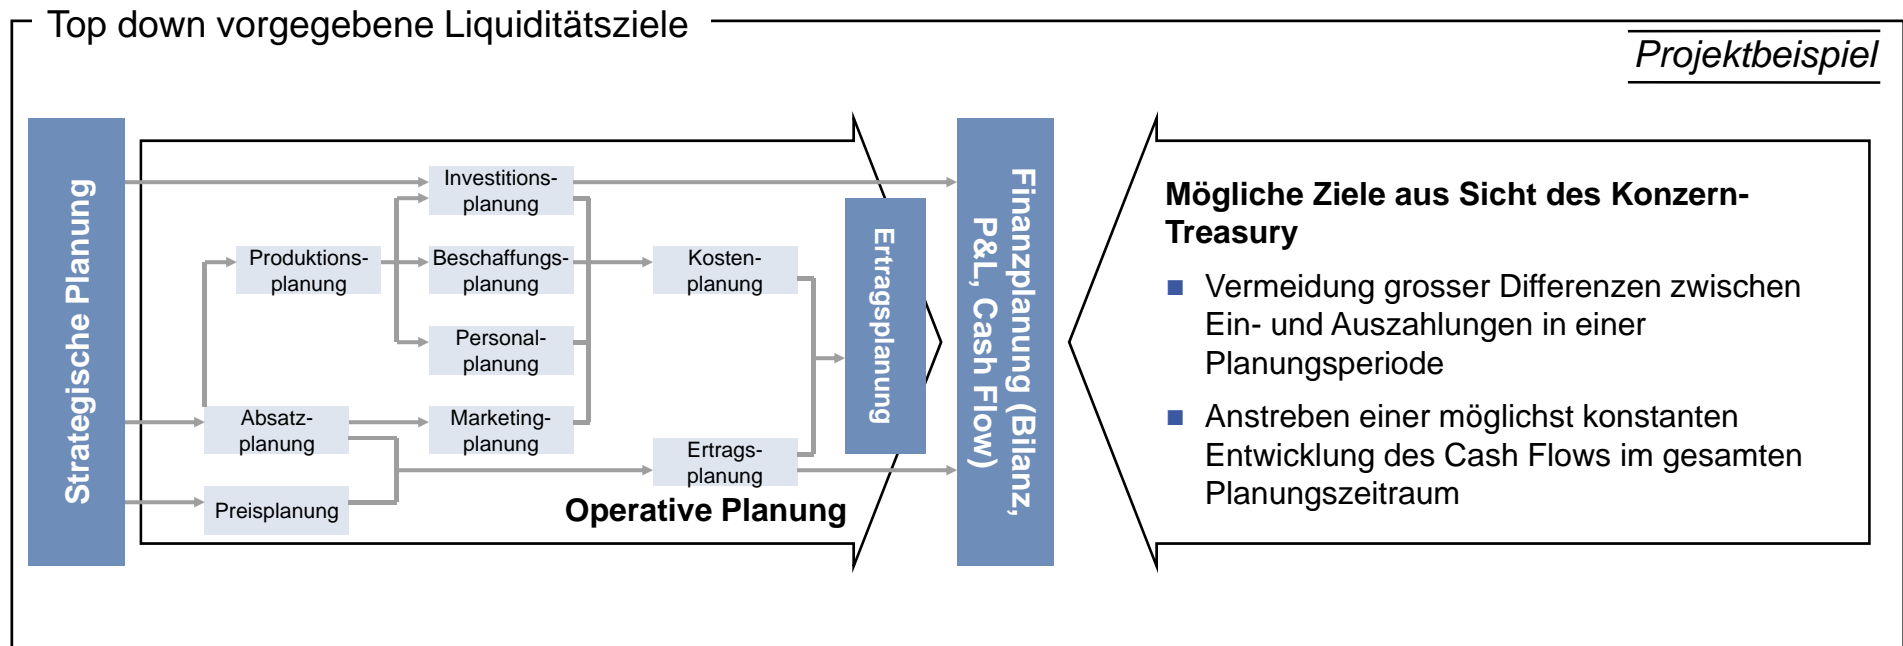 Top down vorgegebene Liquiditätsziele
Projektbeispiel
Strategische Planung
Investitions-
planung
Produktions-
planung
Beschaffungs-
planung
Kosten-
planung
Personal-
planung
Absatz-
planung
Marketing-
planung
Ertrags-
planung
Preisplanung
Operative Planung
Ertragsplanung
Finanzplanung (Bilanz,
P&L, Cash Flow)
Mögliche Ziele aus Sicht des Konzern-
Treasury
Vermeidung grosser Differenzen zwischen
Ein- und Auszahlungen in einer
Planungsperiode
Anstreben einer möglichst konstanten
Entwicklung des Cash Flows im gesamten
Planungszeitraum